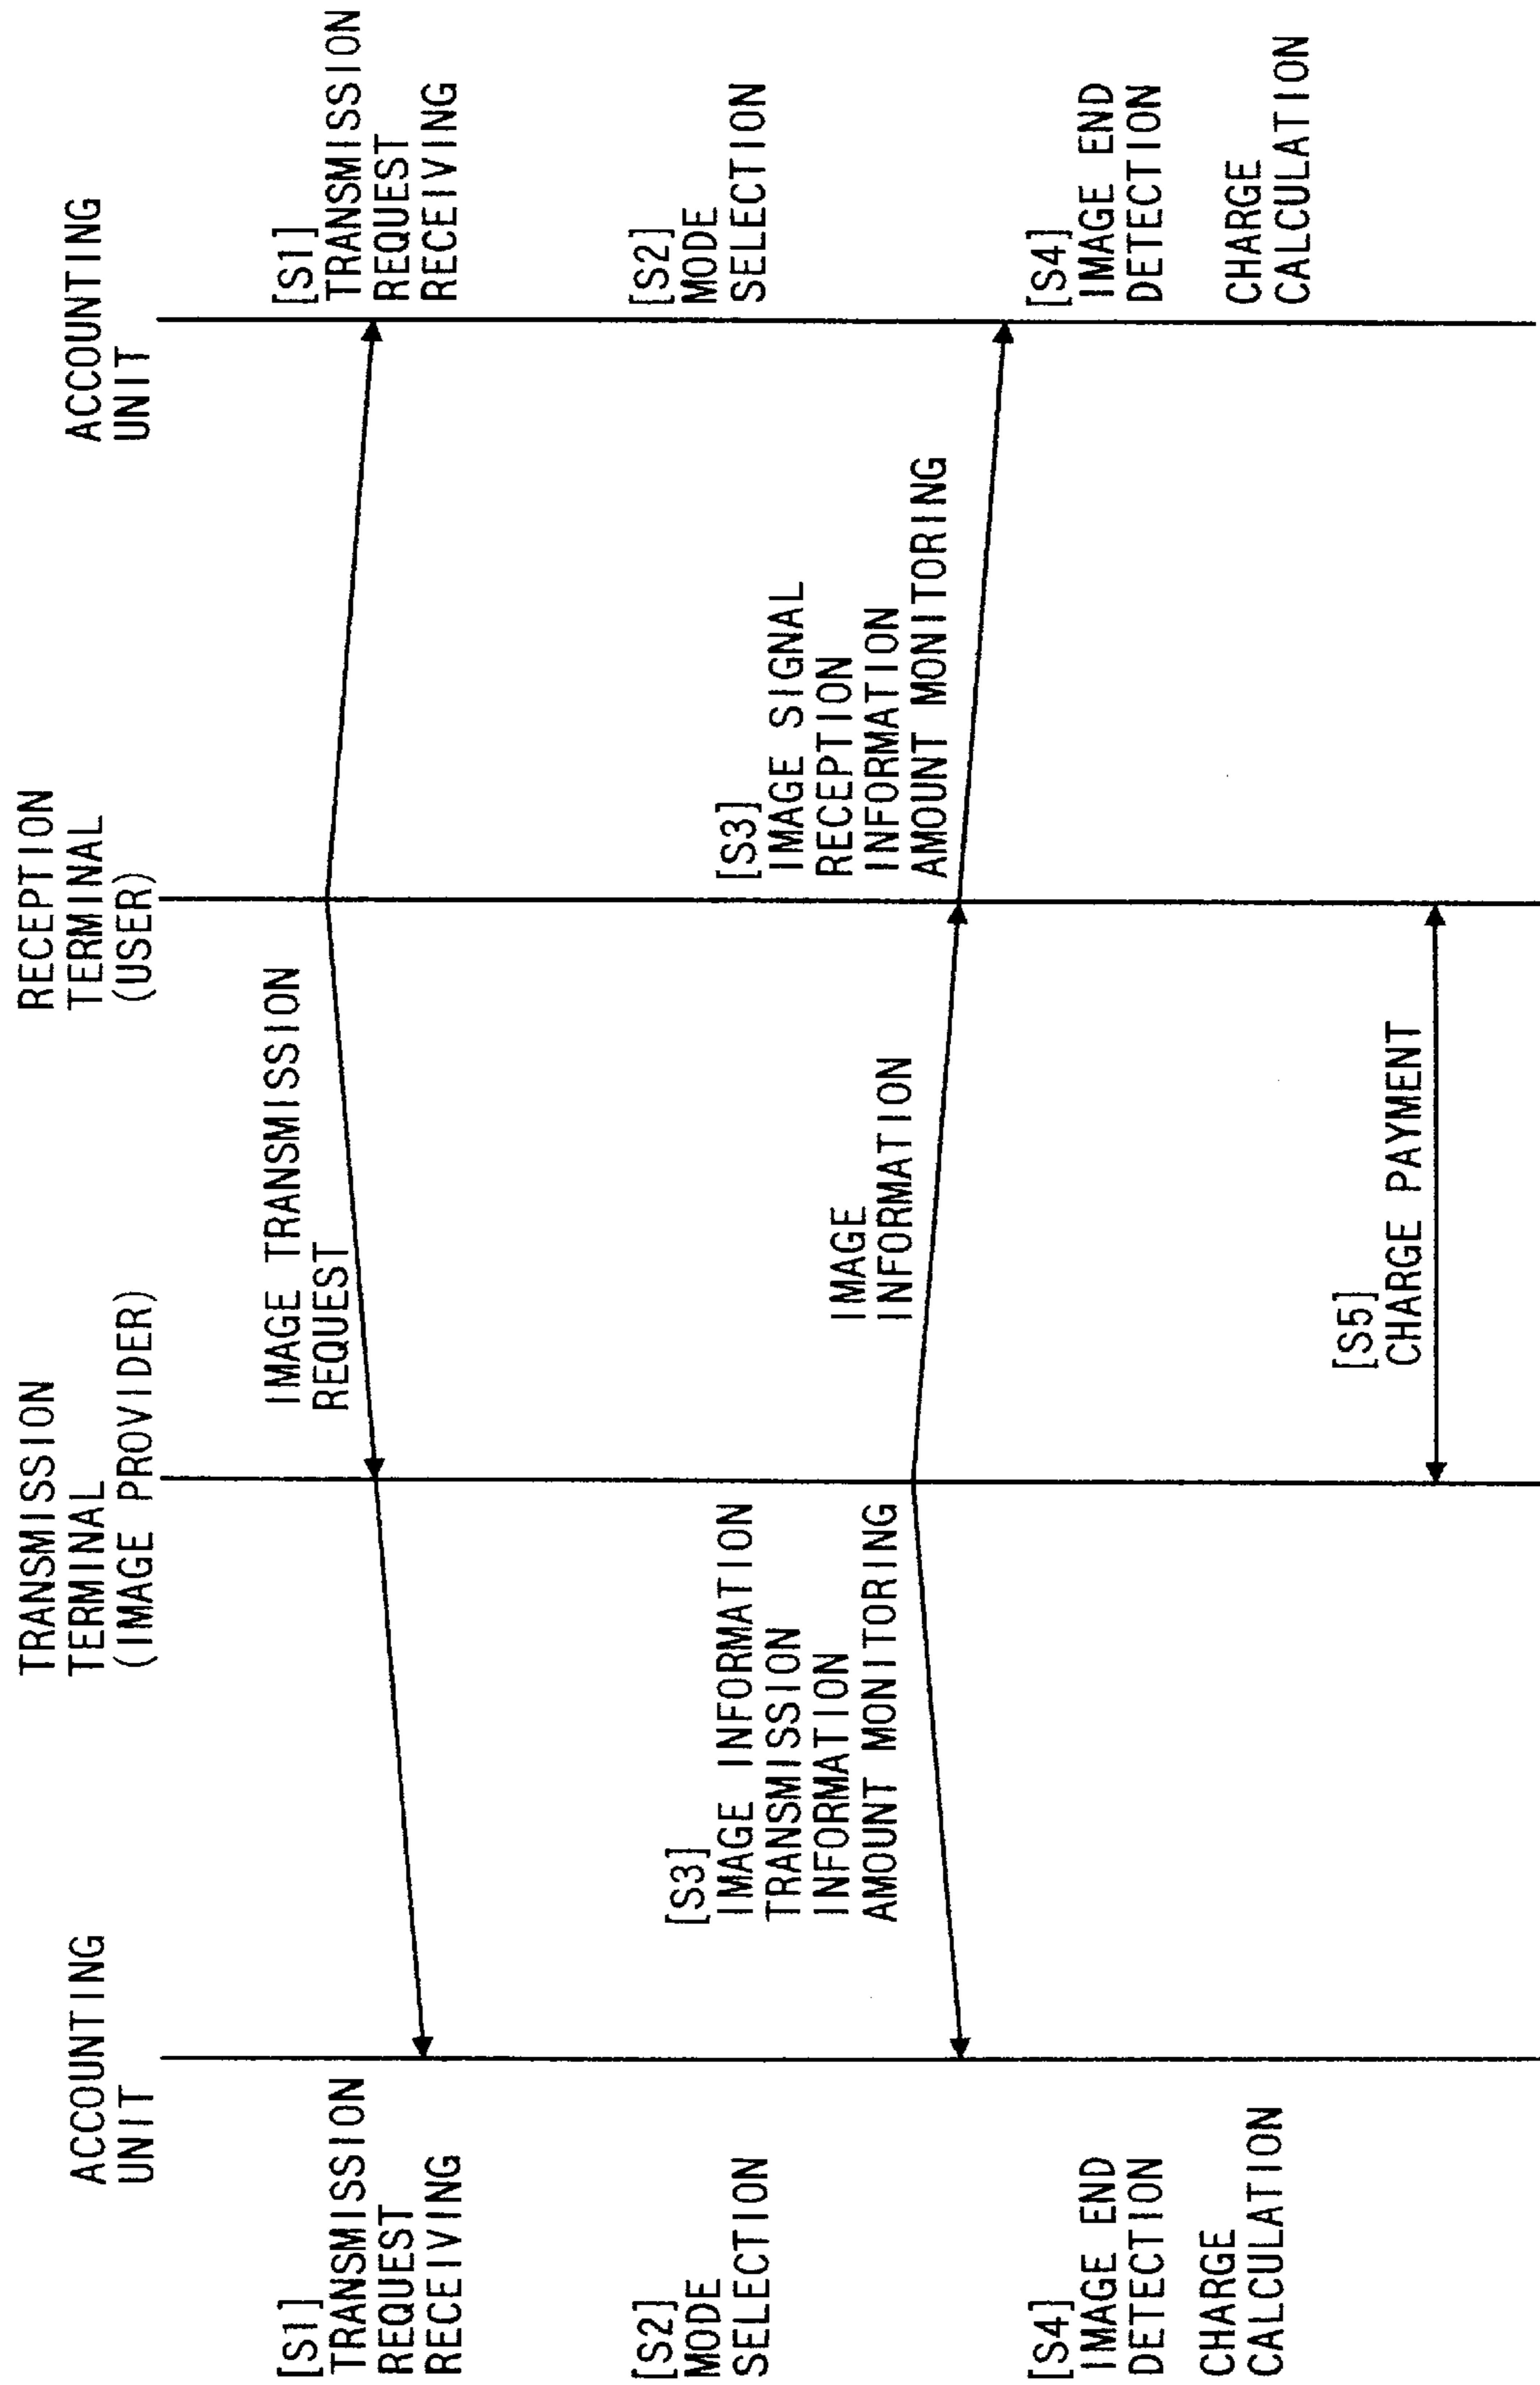 ACCOUNTING
UNIT
TRANSMISSION
TERMINAL
(IMAGE PROVIDER)
RECEPTION
TERMINAL
(USER)
ACCOUNTING
UNIT
[S1]
TRANSMISSION
REQUEST
RECEIVING
IMAGE TRANSMISSION
REQUEST
[S1]
TRANSMISSION
REQUEST
RECEIVING
[S2]
MODE
SELECTION
[S2]
MODE
SELECTION
[S3]
IMAGE INFORMATION
TRANSMISSION
INFORMATION
AMOUNT MONITORING
IMAGE
INFORMATION
[S3]
IMAGE SIGNAL
RECEPTION
INFORMATION
AMOUNT MONITORING
[S4]
IMAGE END
DETECTION
CHARGE
CALCULATION
[S4]
IMAGE END
DETECTION
CHARGE
CALCULATION
[S5]
CHARGE PAYMENT